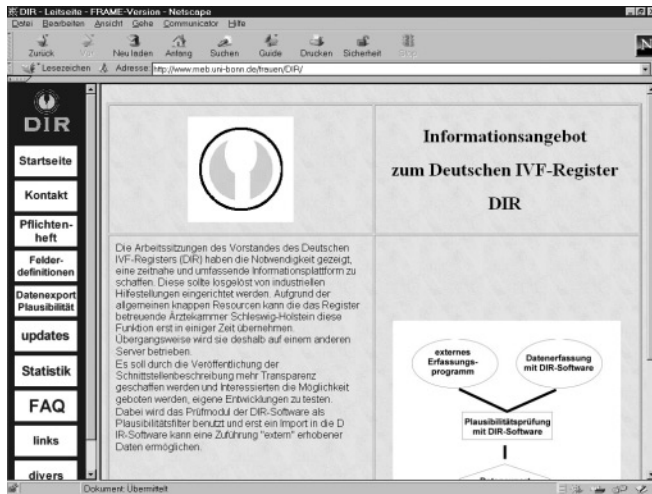 DIR - Leitseite - FRAME-Version - Netscape
Datei Bearbeiten Ansicht Gehe Communicator Hilfe
Zurück Vor Neu laden Anfang Suchen Guide Drucken Sicherheit Stop
Lesezeichen Adresse: http://www.meb.uni-bonn.de/frauen/DIR/
DIR
Startseite
Kontakt
Pflichten-
heft
Felder-
definitionen
Datenexport
Plausibilität
updates
Statistik
FAQ
links
divers
Informationsangebot
zum Deutschen IVF-Register
DIR
Die Arbeitssitzungen des Vorstandes des Deutschen
IVF-Registers (DIR) haben die Notwendigkeit gezeigt,
eine zeitnahe und umfassende Informationsplattform zu
schaffen. Diese sollte losgelöst von industriellen
Hilfestellungen eingerichtet werden. Aufgrund der
allgemeinen knappen Resourcen kann die das Register
betreuende Ärztekammer Schleswig-Holstein diese
Funktion erst in einiger Zeit übernehmen.
Übergangsweise wird sie deshalb auf einem anderen
Server betrieben.
Es soll durch die Veröffentlichung der
Schnittstellenbeschreibung mehr Transparenz
geschaffen werden und Interessierten die Möglichkeit
geboten werden, eigene Entwicklungen zu testen.
Dabei wird das Prüfmodul der DIR-Software als
Plausibilitätsfilter benutzt und erst ein Import in die D
IR-Software kann eine Zuführung "extern" erhobener
Daten ermöglichen.
externes
Erfassungs-
programm
Datenerfassung
mit DIR-Software
Plausibilitätsprüfung
mit DIR-Software
Dokument: Übermittelt